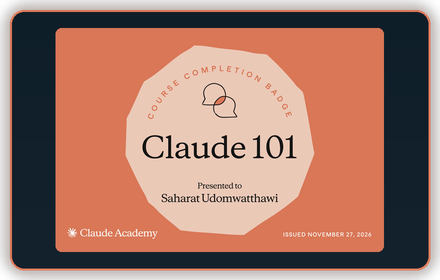 COURSE COMPLETION BADGE
Claude 101
Presented to
Saharat Udomwatthawi
Claude Academy
ISSUED NOVEMBER 27, 2026